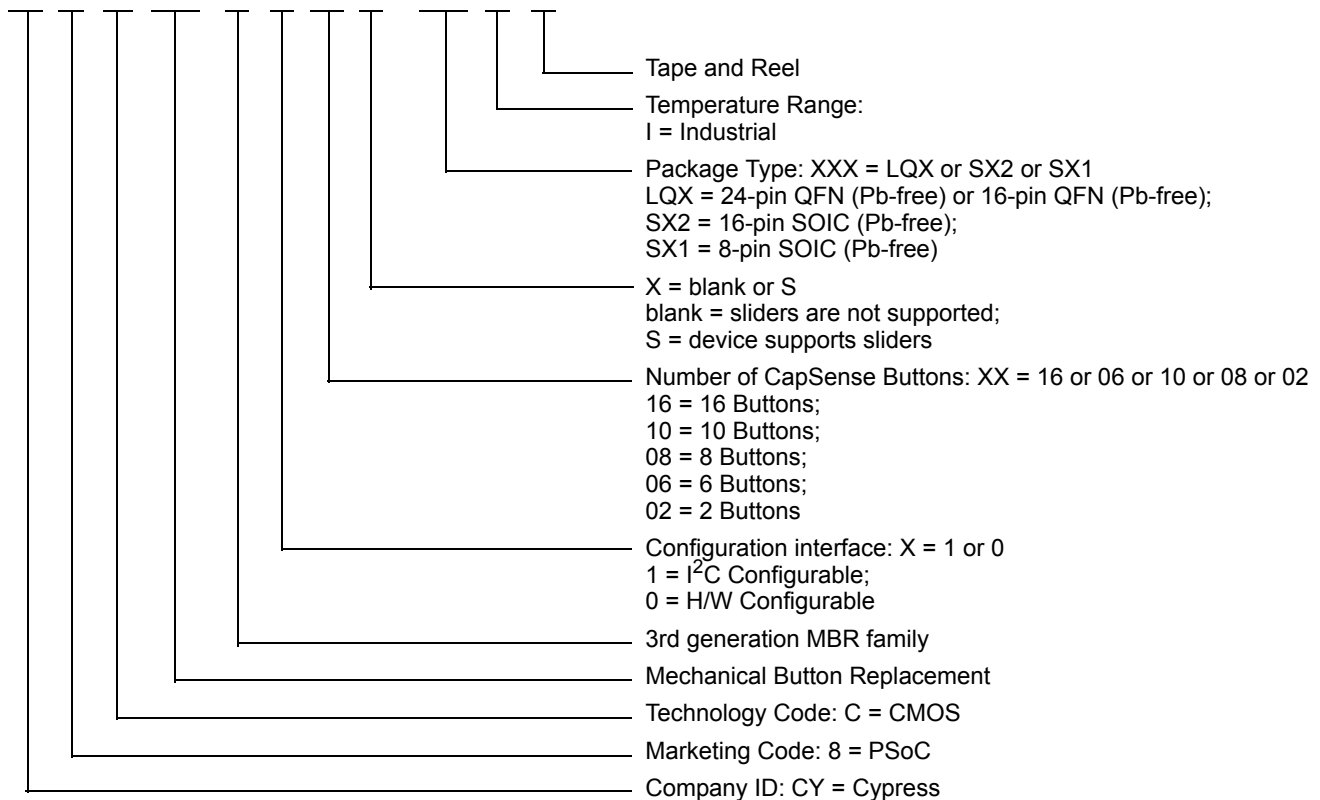 Tape and Reel
Temperature Range:
I = Industrial
Package Type: XXX = LQX or SX2 or SX1
LQX = 24-pin QFN (Pb-free) or 16-pin QFN (Pb-free);
SX2 = 16-pin SOIC (Pb-free);
SX1 = 8-pin SOIC (Pb-free)
X = blank or S
blank = sliders are not supported;
S = device supports sliders
Number of CapSense Buttons: XX = 16 or 06 or 10 or 08 or 02
16 = 16 Buttons;
10 = 10 Buttons;
08 = 8 Buttons;
06 = 6 Buttons;
02 = 2 Buttons
Configuration interface: X = 1 or 0
1 = I²C Configurable;
0 = H/W Configurable
3rd generation MBR family
Mechanical Button Replacement
Technology Code: C = CMOS
Marketing Code: 8 = PSoC
Company ID: CY = Cypress